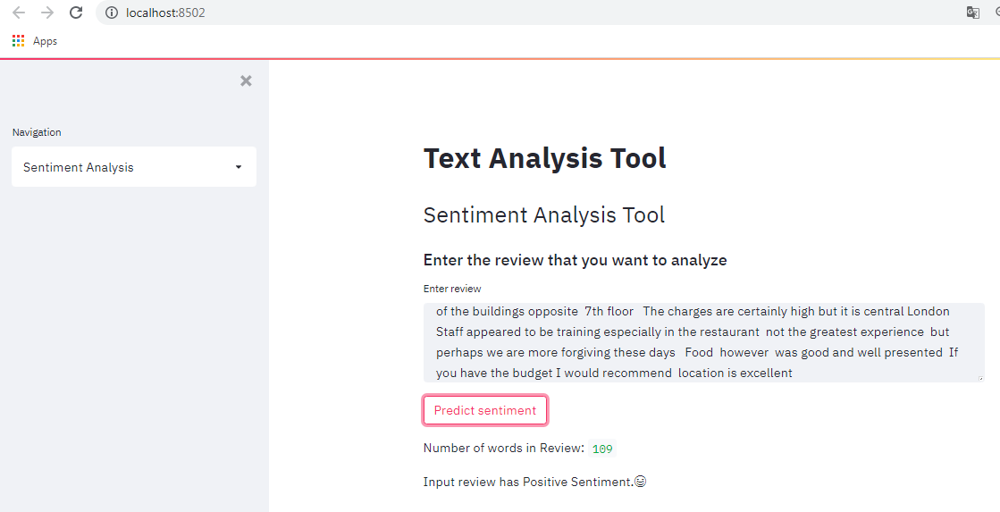 localhost:8502
Apps
Navigation
Sentiment Analysis
Text Analysis Tool
Sentiment Analysis Tool
Enter the review that you want to analyze
Enter review
of the buildings opposite  7th floor   The charges are certainly high but it is central London
Staff appeared to be training especially in the restaurant  not the greatest experience  but
perhaps we are more forgiving these days   Food  however  was good and well presented  If
you have the budget I would recommend  location is excellent
Predict sentiment
Number of words in Review: 109
Input review has Positive Sentiment.😃